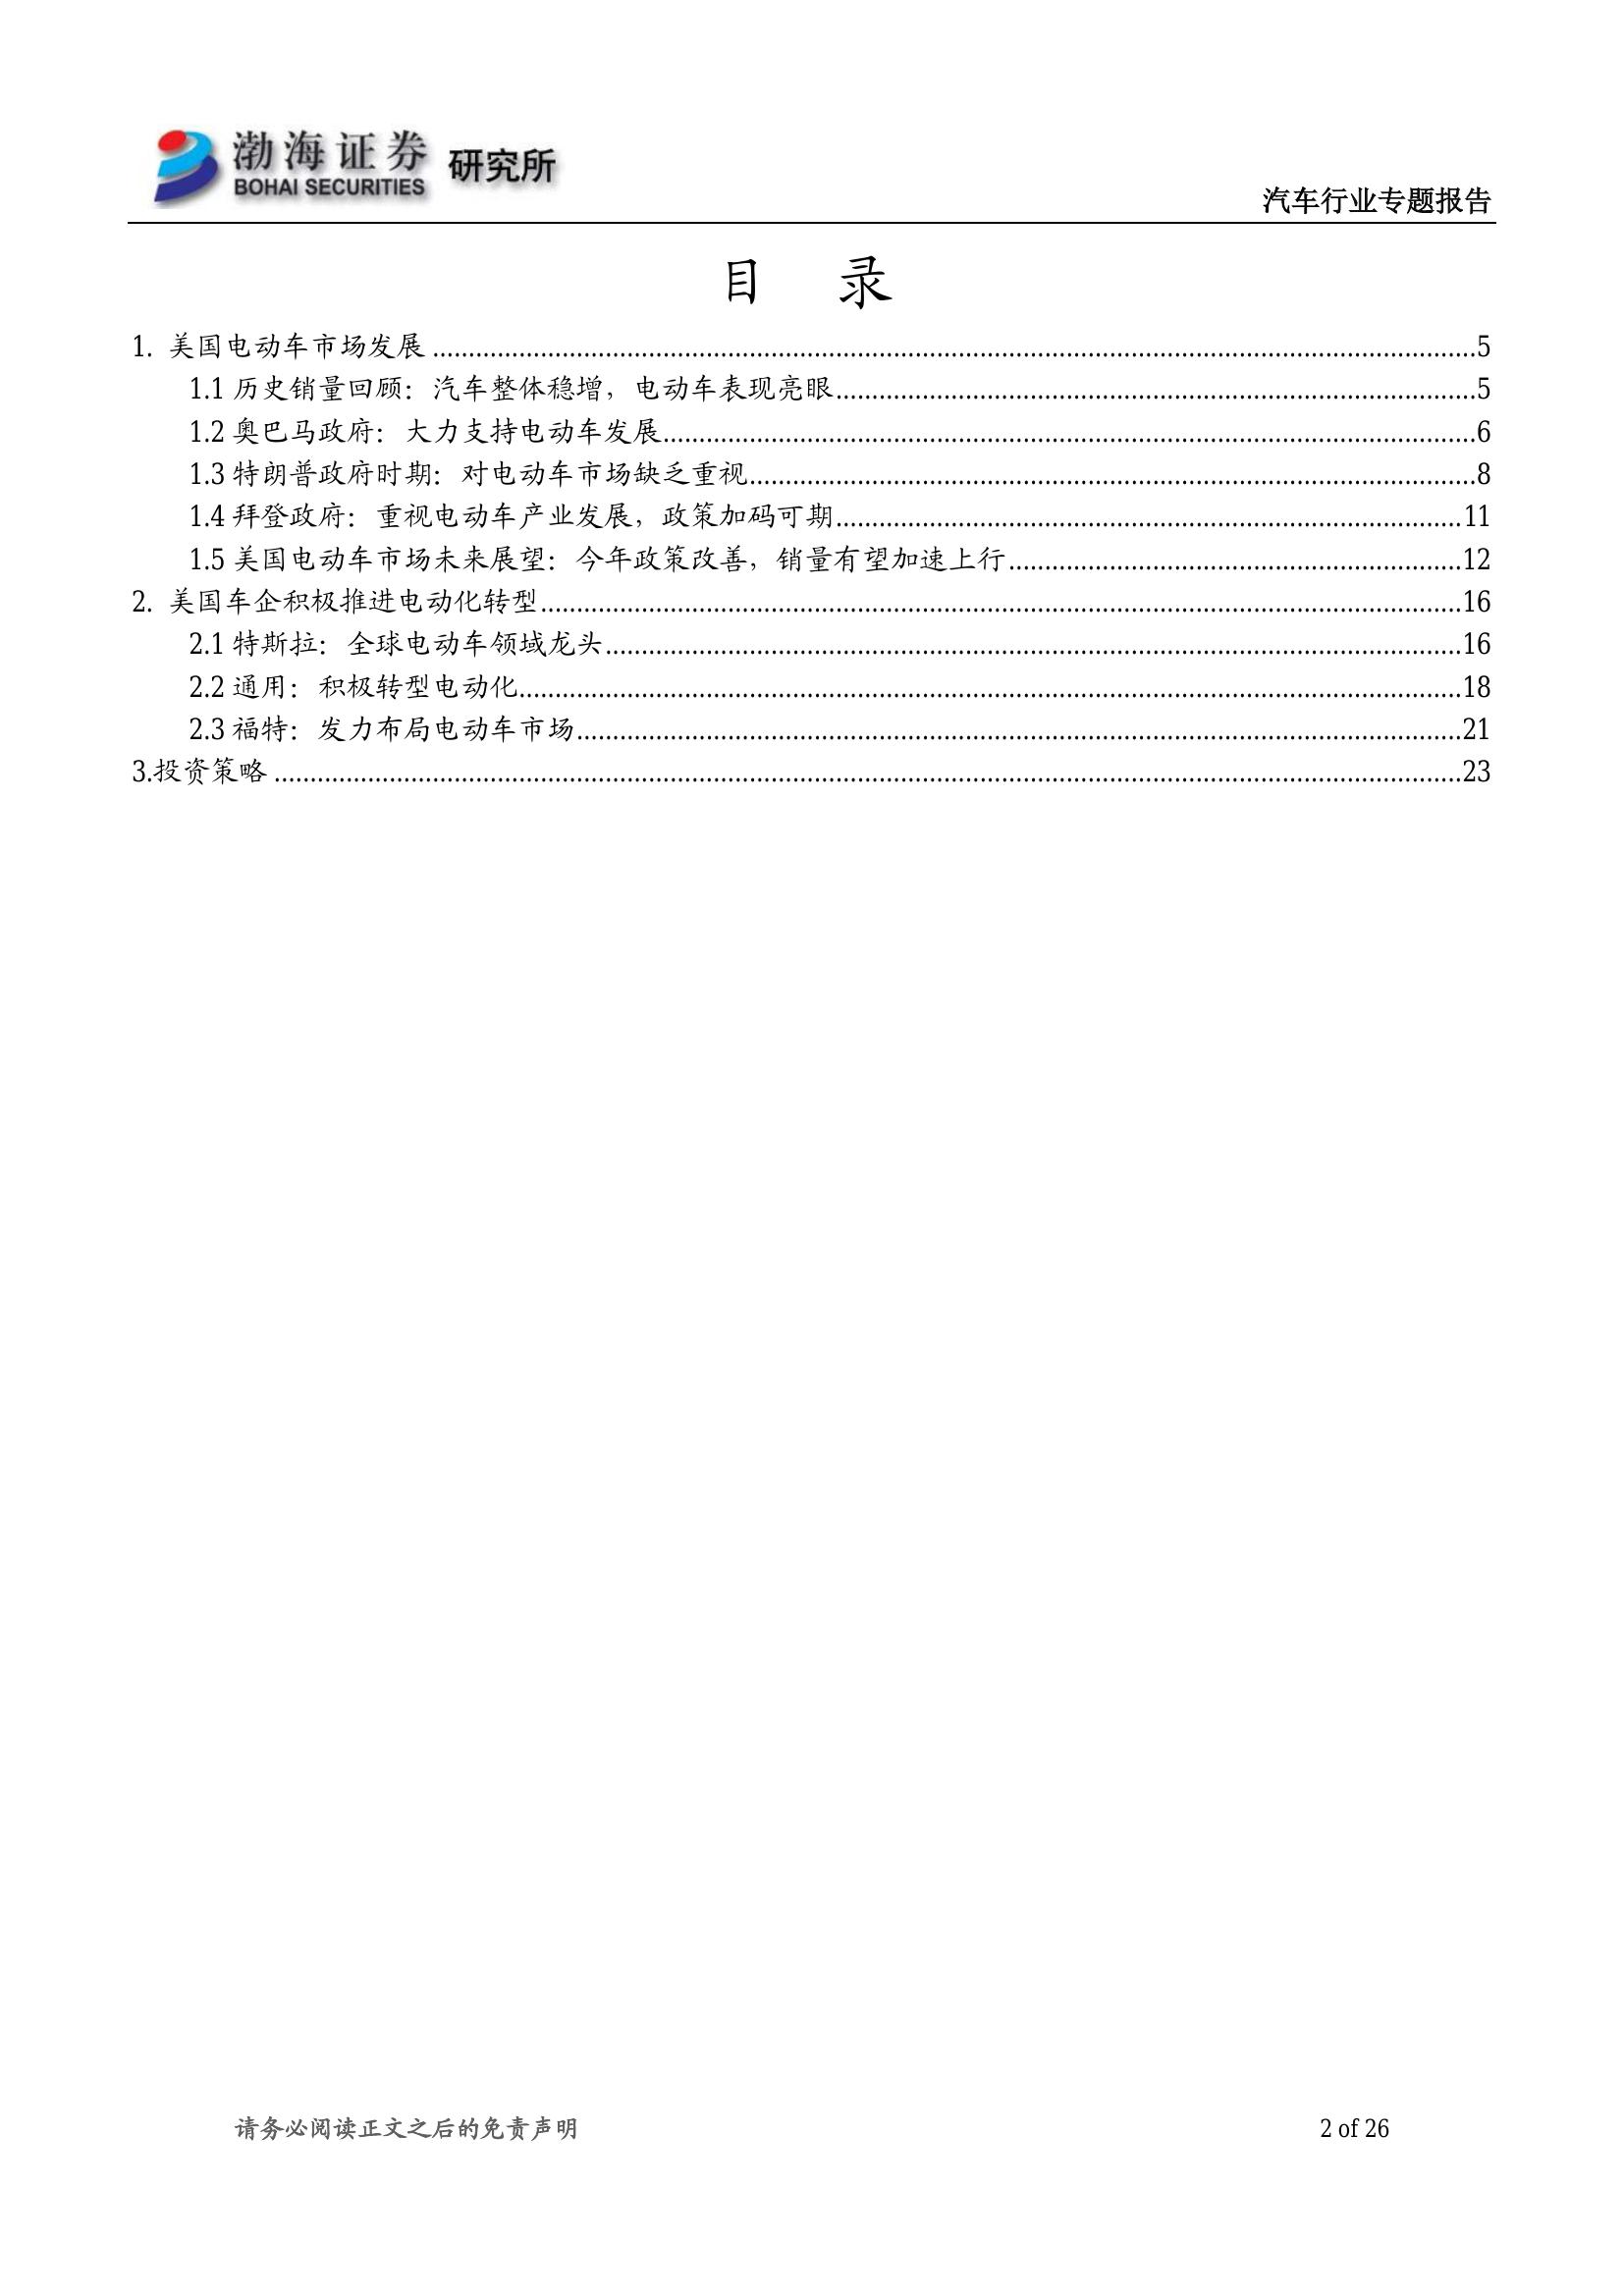 渤海证券 研究所
BOHAI SECURITIES
汽车行业专题报告
目 录
1. 美国电动车市场发展 ........................................ 5
1.1 历史销量回顾：汽车整体稳增，电动车表现亮眼 ........................................ 5
1.2 奥巴马政府：大力支持电动车发展 ........................................ 6
1.3 特朗普政府时期：对电动车市场缺乏重视 ........................................ 8
1.4 拜登政府：重视电动车产业发展，政策加码可期 ........................................ 11
1.5 美国电动车市场未来展望：今年政策改善，销量有望加速上行 ........................................ 12
2. 美国车企积极推进电动化转型 ........................................ 16
2.1 特斯拉：全球电动车领域龙头 ........................................ 16
2.2 通用：积极转型电动化 ........................................ 18
2.3 福特：发力布局电动车市场 ........................................ 21
3.投资策略 ........................................ 23
请务必阅读正文之后的免责声明 2 of 26